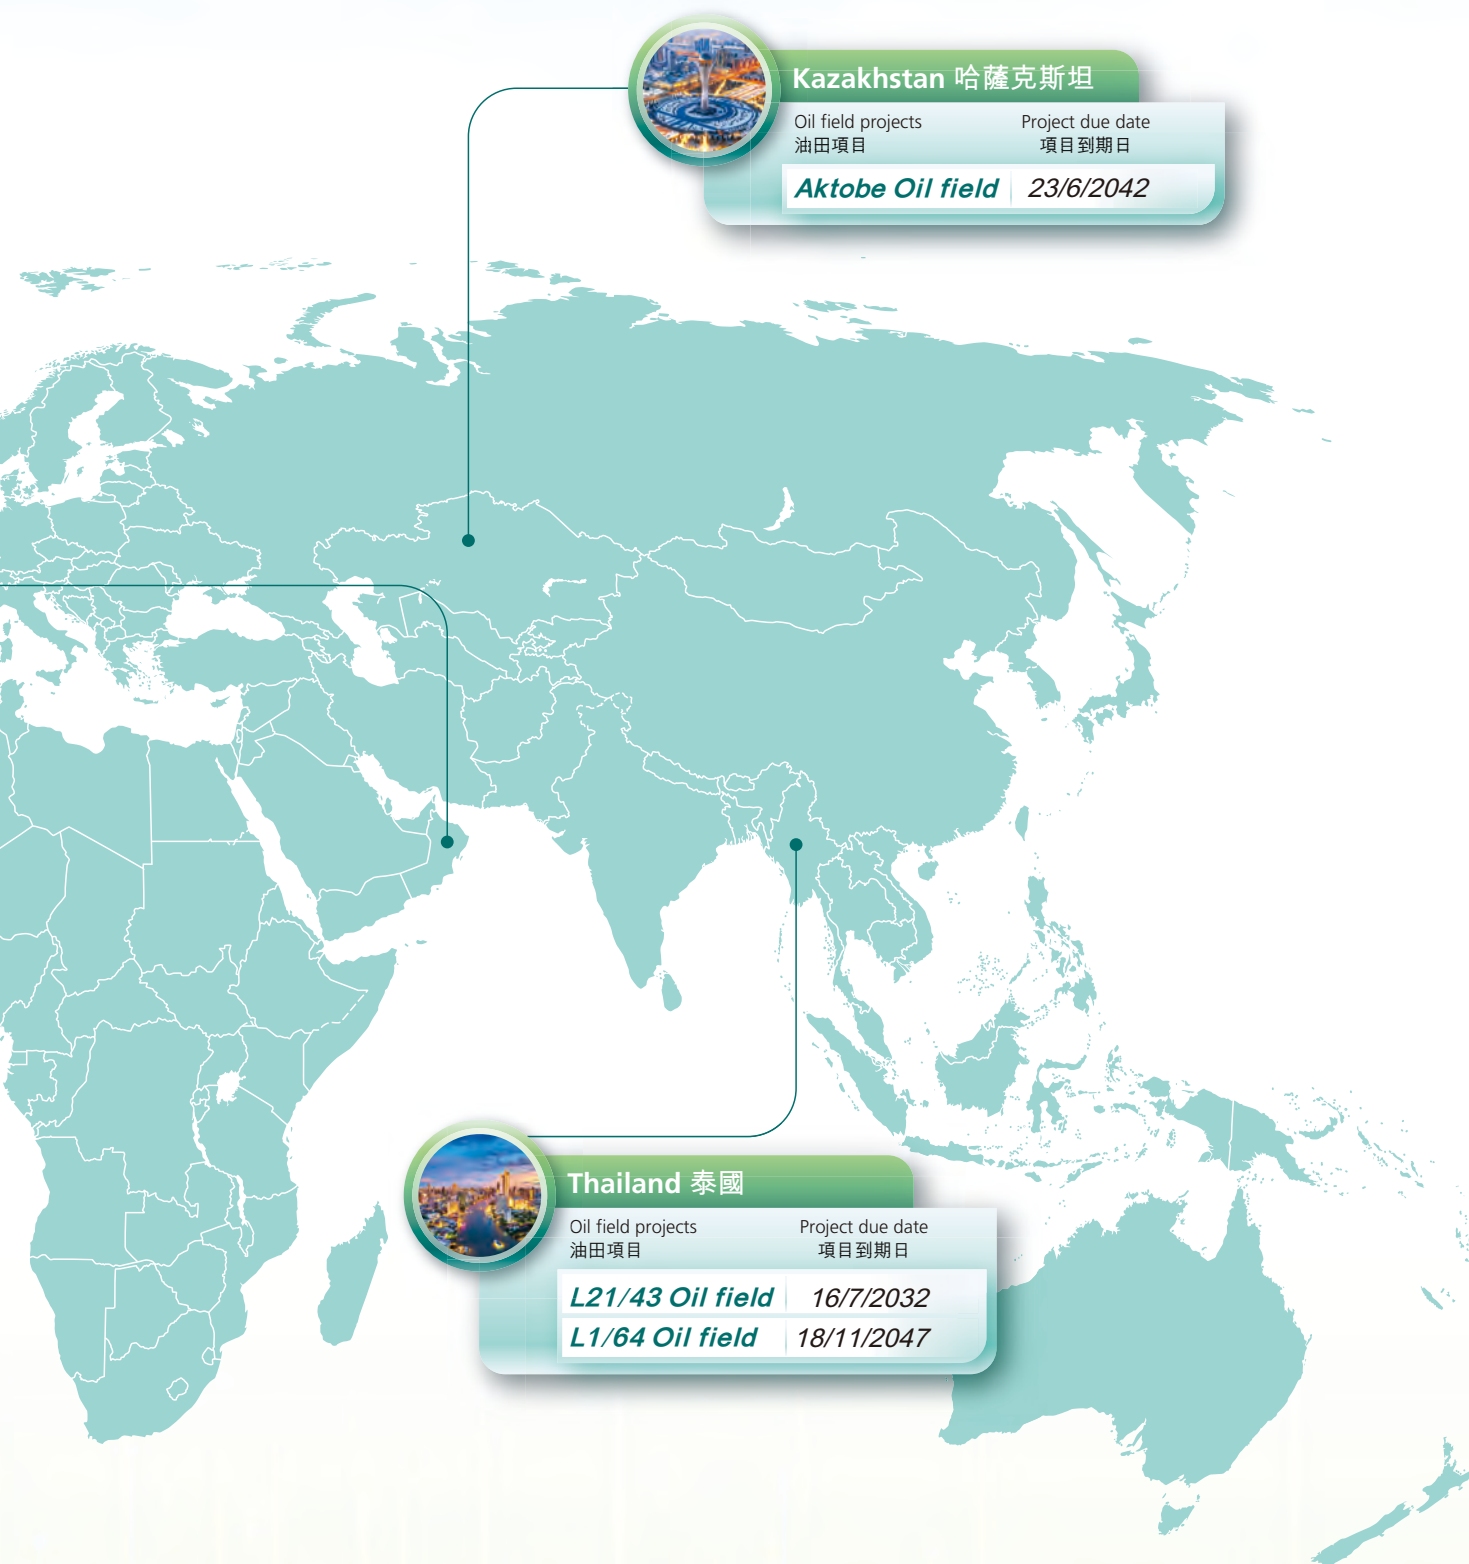 Kazakhstan 哈薩克斯坦
Oil field projects Project due date
油田項目 項目到期日
Aktobe Oil field 23/6/2042
Thailand 泰國
Oil field projects Project due date
油田項目 項目到期日
L21/43 Oil field 16/7/2032
L1/64 Oil field 18/11/2047